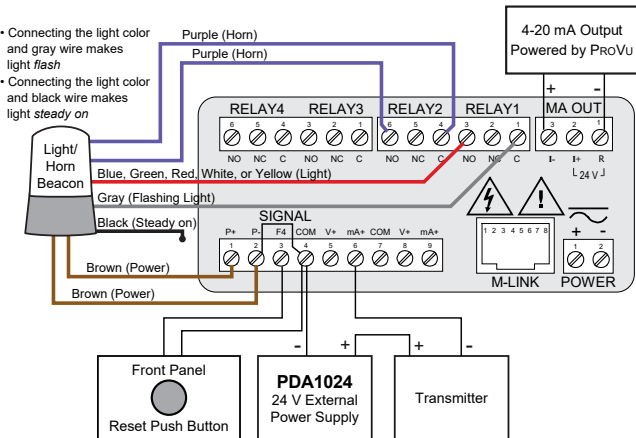 • Connecting the light color
and gray wire makes
light flash
• Connecting the light color
and black wire makes
light steady on
Purple (Horn)
Purple (Horn)
4-20 mA Output
Powered by PROVU
+ -
RELAY4 RELAY3 RELAY2 RELAY1 MA OUT
6 5 4 3 2 1 6 5 4 3 2 1 3 2 1
NO NC C NO NC C NO NC C NO NC C I- I+ R
24 V
Light/
Horn
Beacon
Blue, Green, Red, White, or Yellow (Light)
Gray (Flashing Light)
Black (Steady on)
SIGNAL
P+ P- F4 COM V+ mA+ COM V+ mA+
1 2 3 4 5 6 7 8 9
1 2 3 4 5 6 7 8
M-LINK
+ -
1 2
POWER
Brown (Power)
Brown (Power)
- + + -
Front Panel
Reset Push Button
PDA1024
24 V External
Power Supply
Transmitter